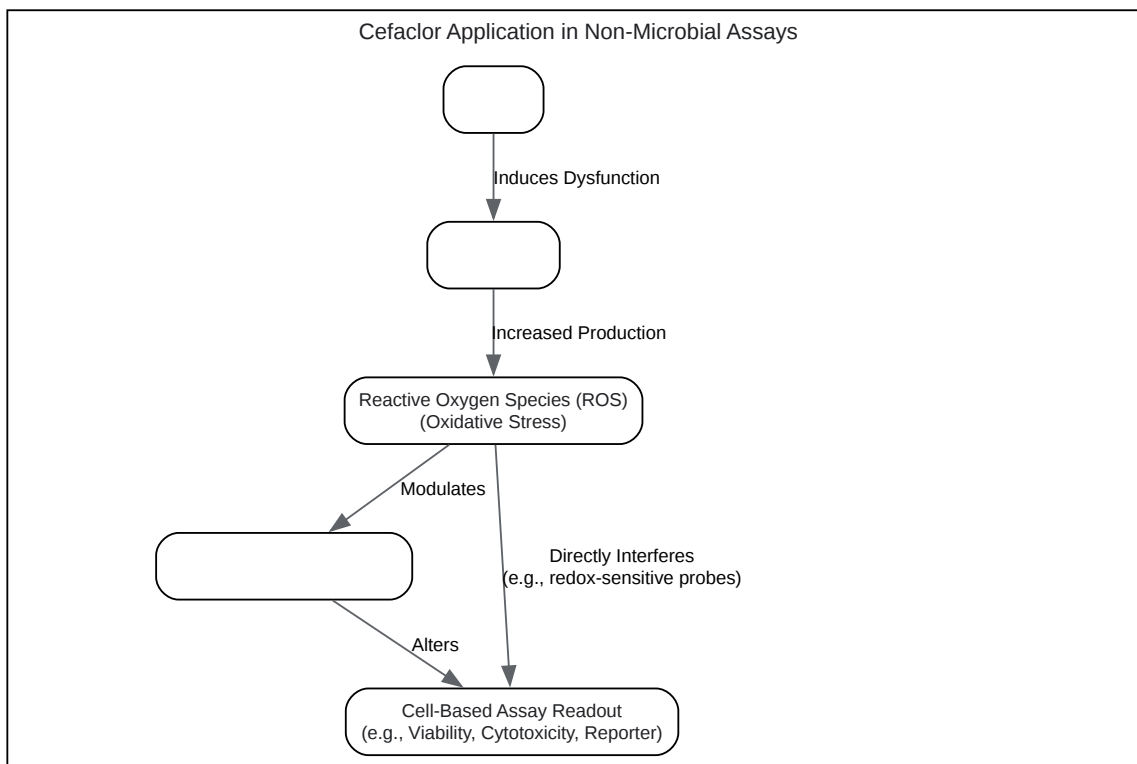 Cefaclor Application in Non-Microbial Assays
Induces Dysfunction
Increased Production
Reactive Oxygen Species (ROS)
(Oxidative Stress)
Modulates
Directly Interferes
(e.g., redox-sensitive probes)
Alters
Cell-Based Assay Readout
(e.g., Viability, Cytotoxicity, Reporter)